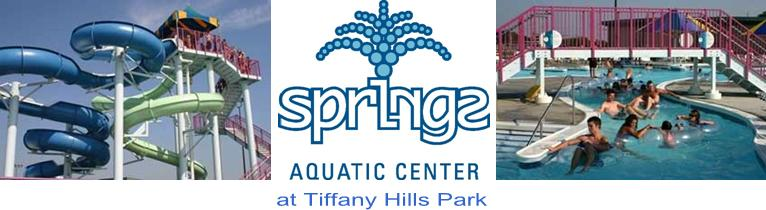 springs
AQUATIC CENTER
at Tiffany Hills Park